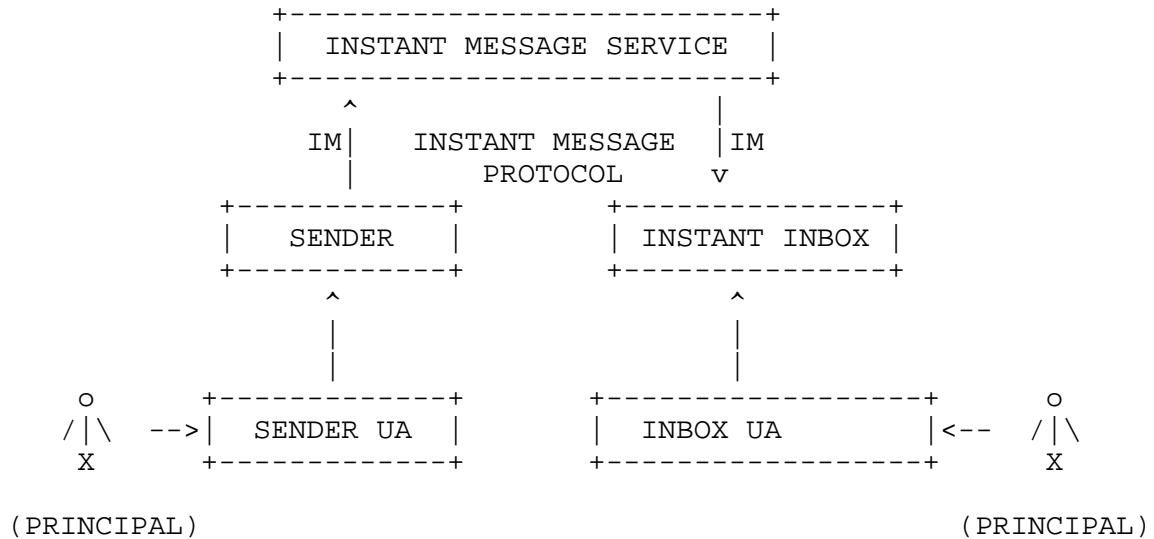 +---------------------------+
|  INSTANT MESSAGE SERVICE  |
+---------------------------+
^                     |
IM|   INSTANT MESSAGE   |IM
|       PROTOCOL     v
+-------------+        +---------------+
|   SENDER    |        | INSTANT INBOX |
+-------------+        +---------------+
^                       ^
|                       |
|                       |
o      +--------------+       +-------------------+      o
/|\  -->|  SENDER UA  |       |  INBOX UA         |<--  /|\
X      +--------------+       +-------------------+      X
(PRINCIPAL)                                           (PRINCIPAL)